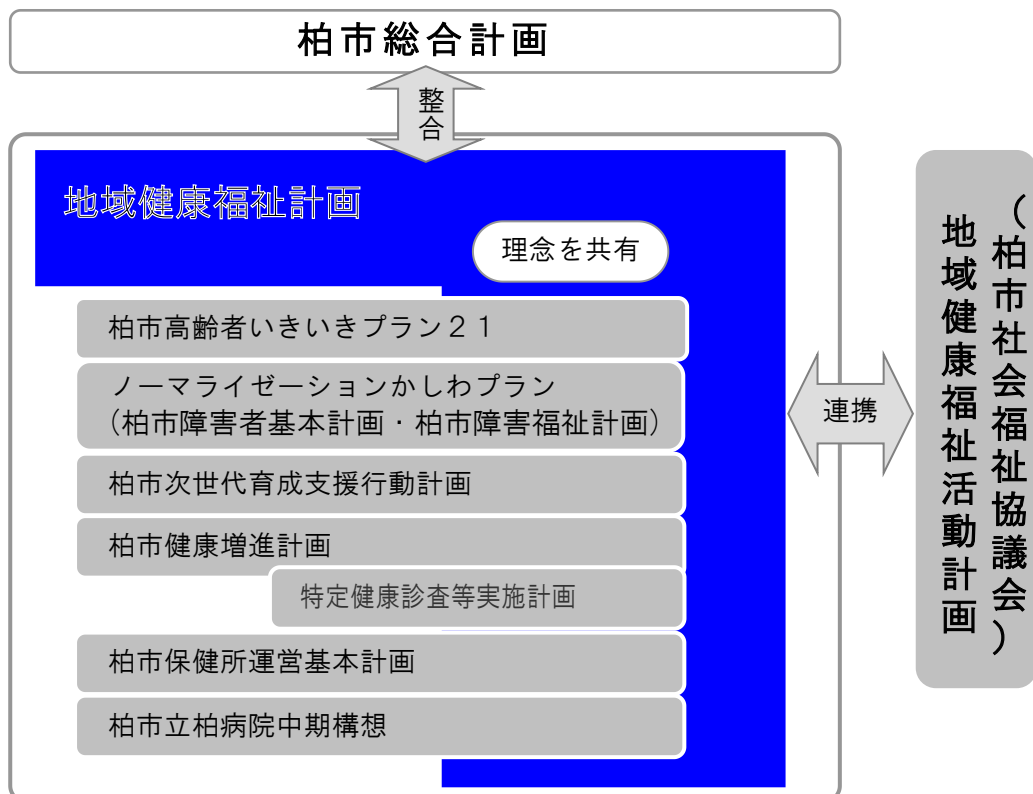 柏市総合計画
整合
地域健康福祉計画
理念を共有
柏市高齢者いきいきプラン２１
ノーマライゼーションかしわプラン
（柏市障害者基本計画・柏市障害福祉計画）
柏市次世代育成支援行動計画
柏市健康増進計画
特定健康診査等実施計画
柏市保健所運営基本計画
柏市立柏病院中期構想
連携
（柏市社会福祉協議会）
地域健康福祉活動計画